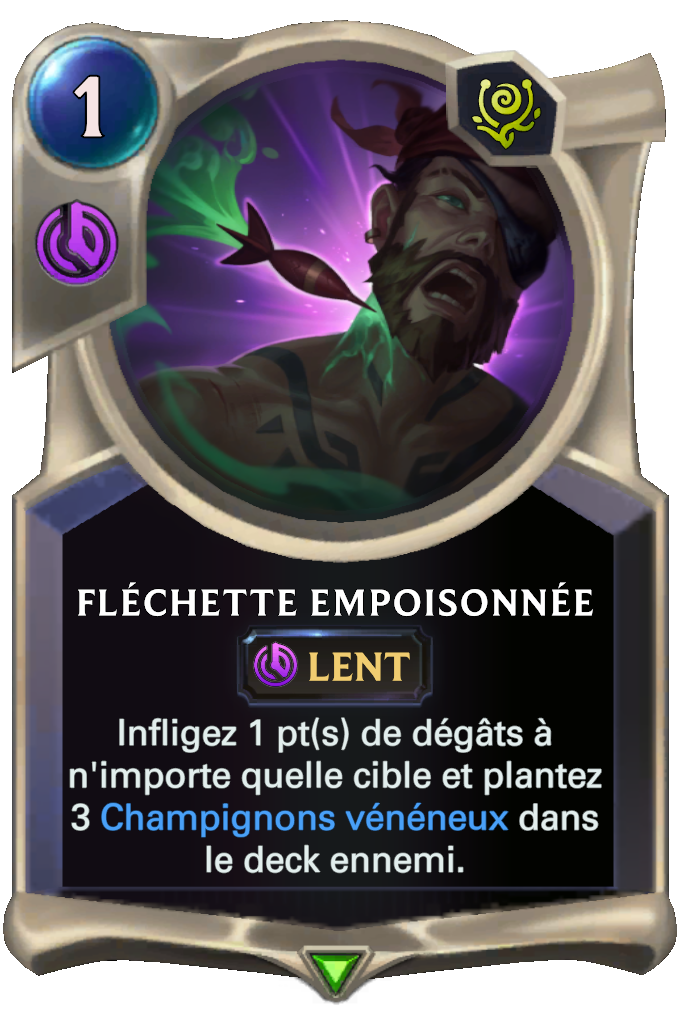 1
FLÉCHETTE EMPOISONNÉE
LENT
Infligez 1 pt(s) de dégâts à
n'importe quelle cible et plantez
3 Champignons vénéneux dans
le deck ennemi.